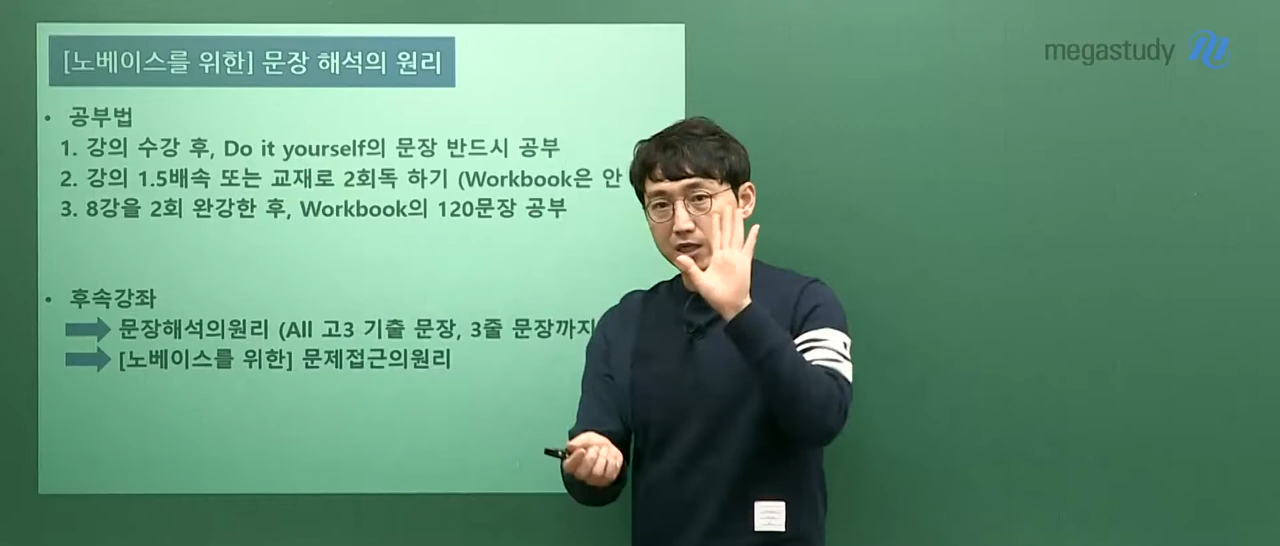 [노베이스를 위한] 문장 해석의 원리
megastudy
• 공부법
1. 강의 수강 후, Do it yourself의 문장 반드시 공부
2. 강의 1.5배속 또는 교재로 2회독 하기 (Workbook은 안
3. 8강을 2회 완강한 후, Workbook의 120문장 공부
• 후속강좌
문장해석의원리 (All 고3 기출 문장, 3줄 문장까지
[노베이스를 위한] 문제접근의원리